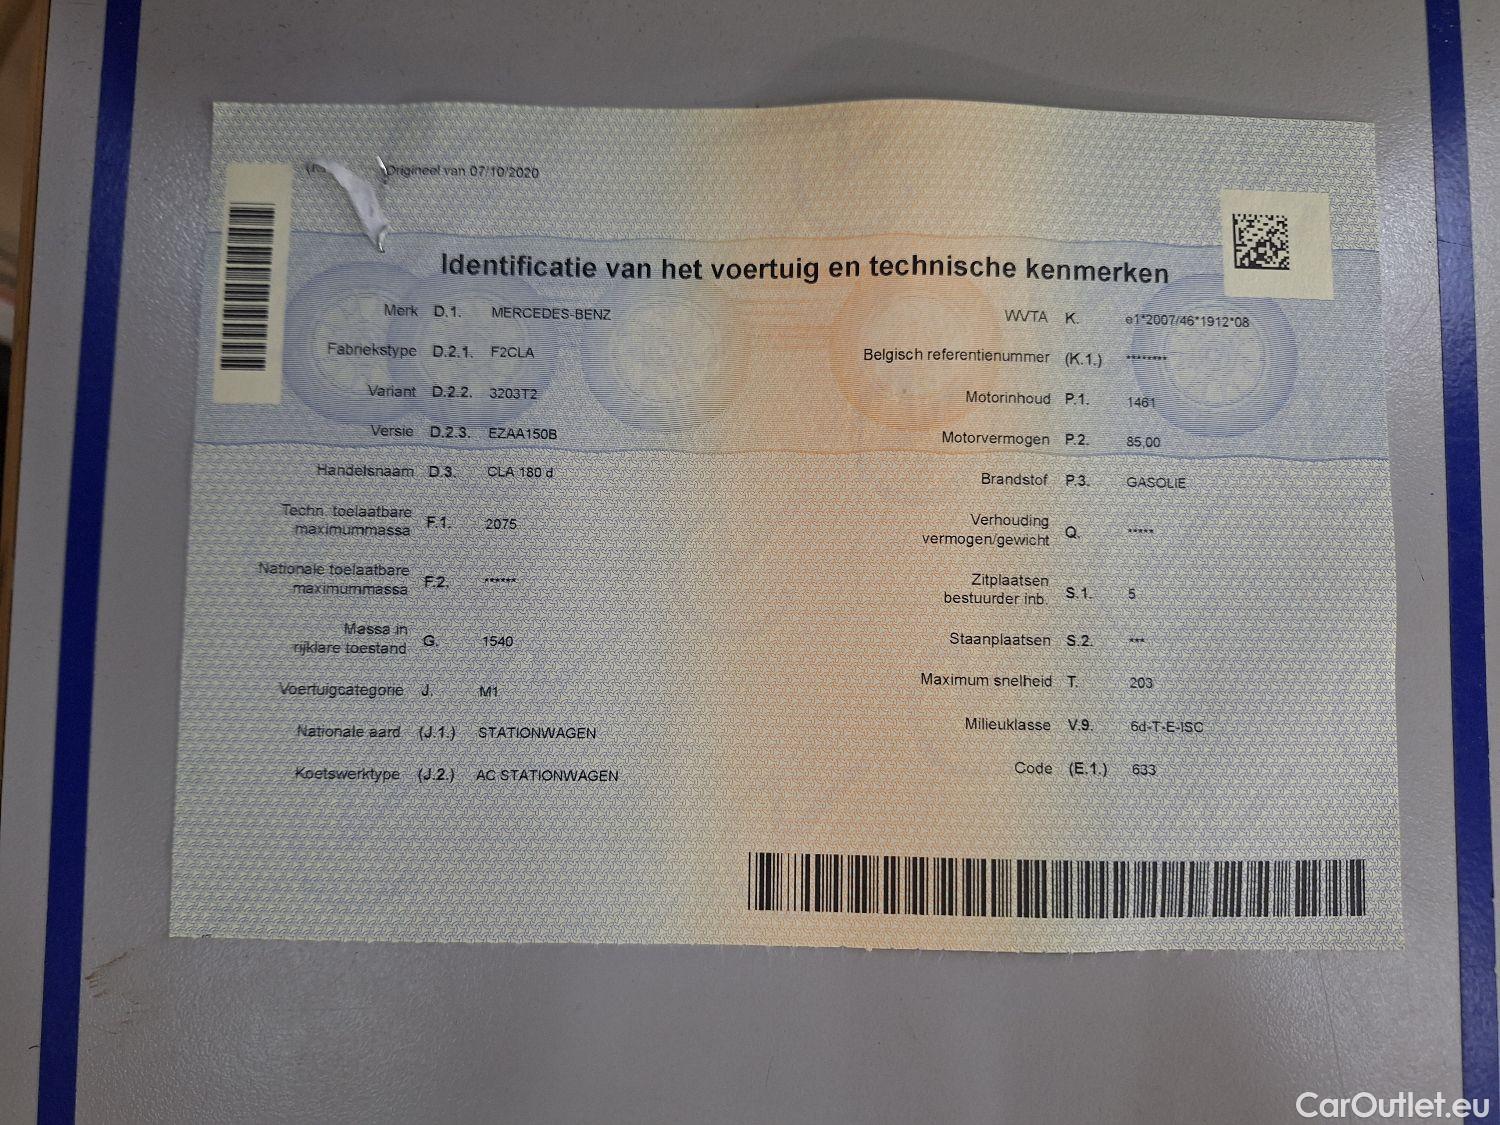 Origineel van 07/10/2020
Identificatie van het voertuig en technische kenmerken
Merk D.1. MERCEDES-BENZ
Fabriekstype D.2.1. F2CLA
Variant D.2.2. 3203T2
Versie D.2.3. EZAA150B
Handelsnaam D.3. CLA 180 d
Techn. toelaatbare
maximummassa F.1. 2075
Nationale toelaatbare
maximummassa F.2. ******
Massa in
rijklare toestand G. 1540
Voertuigcategorie J. M1
Nationale aard (J.1.) STATIONWAGEN
Koetswerktype (J.2.) AC STATIONWAGEN
WVTA K. e1*2007/46*1912*08
Belgisch referentienummer (K.1.) ********
Motorinhoud P.1. 1461
Motorvermogen P.2. 85,00
Brandstof P.3. GASOLIE
Verhouding
vermogen/gewicht Q. *****
Zitplaatsen
bestuurder inb. S.1. 5
Staanplaatsen S.2. ***
Maximum snelheid T. 203
Milieuklasse V.9. 6d-T-E-ISC
Code (E.1.) 633
CarOutlet.eu